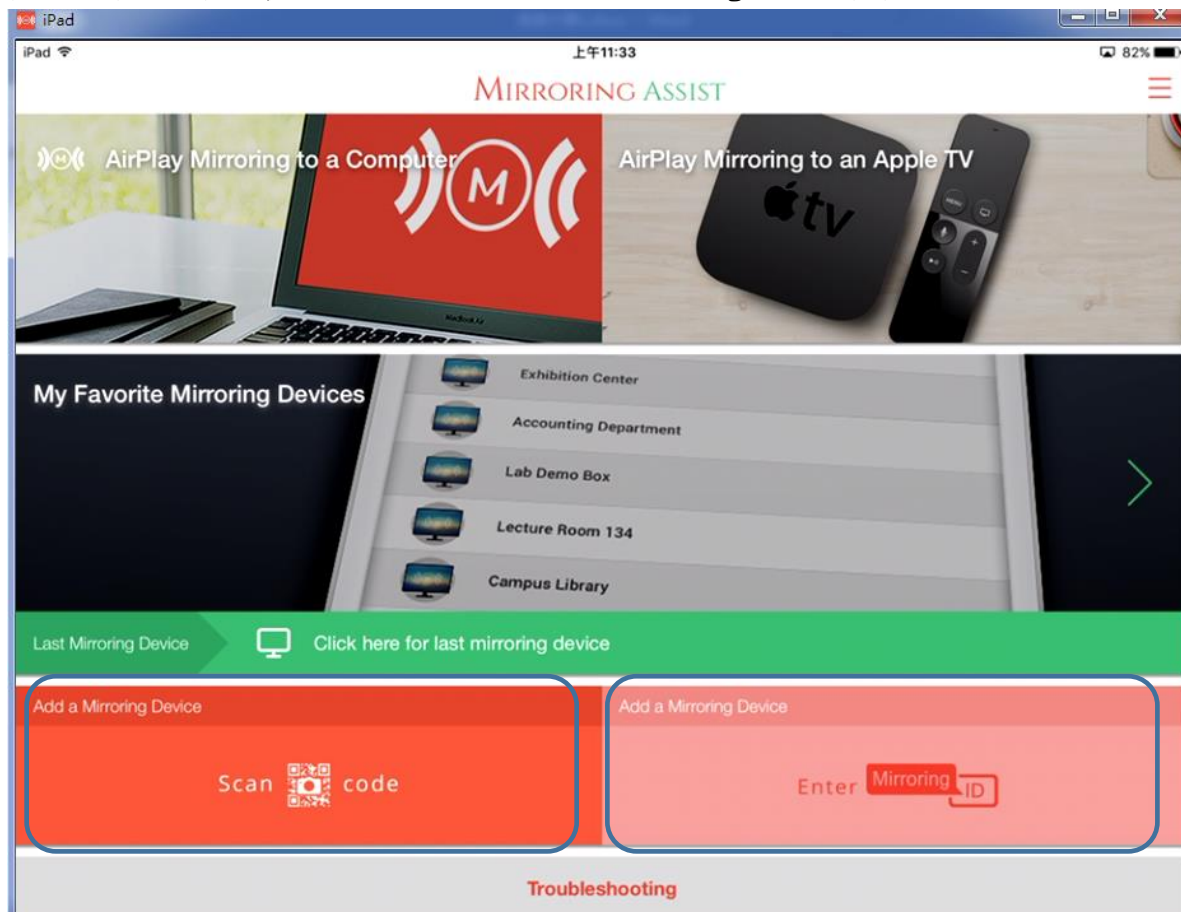 iPad
iPad 上午11:33 82%
MIRRORING ASSIST
AirPlay Mirroring to a Computer
M
M
MacBook Air
AirPlay Mirroring to an Apple TV
tv
MENU
My Favorite Mirroring Devices
Exhibition Center
Accounting Department
Lab Demo Box
Lecture Room 134
Campus Library
Last Mirroring Device
Click here for last mirroring device
Add a Mirroring Device
Scan code
Add a Mirroring Device
Enter Mirroring ID
Troubleshooting